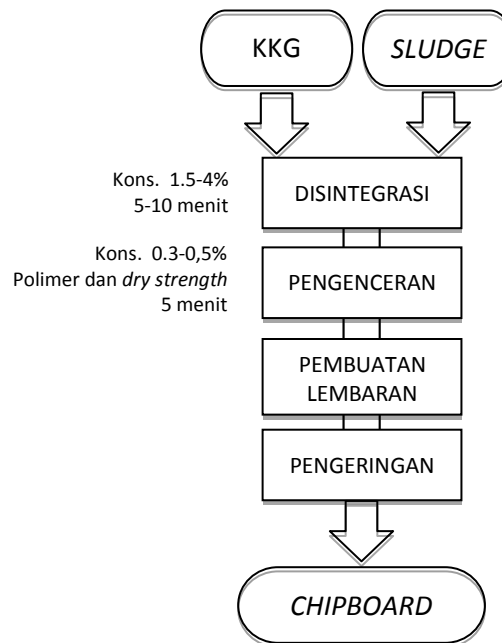 KKG
SLUDGE
Kons. 1.5-4%
5-10 menit
DISINTEGRASI
Kons. 0.3-0,5%
Polimer dan dry strength
5 menit
PENGENCERAN
PEMBUATAN
LEMBARAN
PENGERINGAN
CHIPBOARD